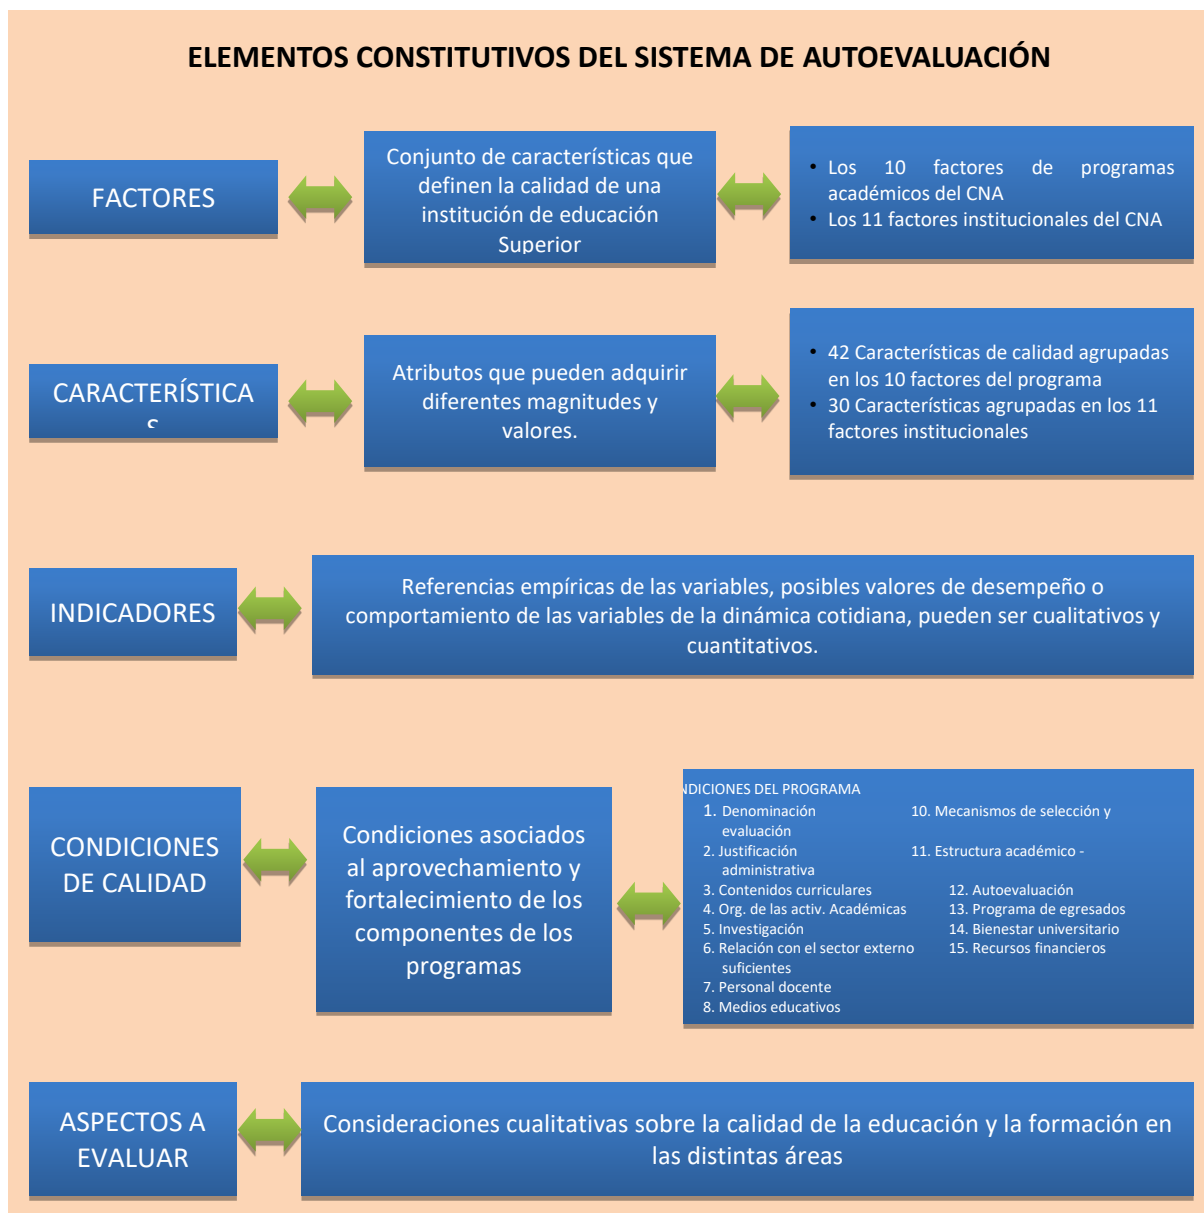 ELEMENTOS CONSTITUTIVOS DEL SISTEMA DE AUTOEVALUACIÓN
FACTORES
Conjunto de características que
definen la calidad de una
institución de educación
Superior
• Los 10 factores de programas
académicos del CNA
• Los 11 factores institucionales del CNA
CARACTERÍSTICA
S
Atributos que pueden adquirir
diferentes magnitudes y
valores.
• 42 Características de calidad agrupadas
en los 10 factores del programa
• 30 Características agrupadas en los 11
factores institucionales
INDICADORES
Referencias empíricas de las variables, posibles valores de desempeño o
comportamiento de las variables de la dinámica cotidiana, pueden ser cualitativos y
cuantitativos.
CONDICIONES
DE CALIDAD
Condiciones asociados
al aprovechamiento y
fortalecimiento de los
componentes de los
programas
NDICIONES DEL PROGRAMA
1. Denominación 10. Mecanismos de selección y
evaluación
2. Justificación 11. Estructura académico -
administrativa
3. Contenidos curriculares 12. Autoevaluación
4. Org. de las activ. Académicas 13. Programa de egresados
5. Investigación 14. Bienestar universitario
6. Relación con el sector externo 15. Recursos financieros
suficientes
7. Personal docente
8. Medios educativos
ASPECTOS A
EVALUAR
Consideraciones cualitativas sobre la calidad de la educación y la formación en
las distintas áreas